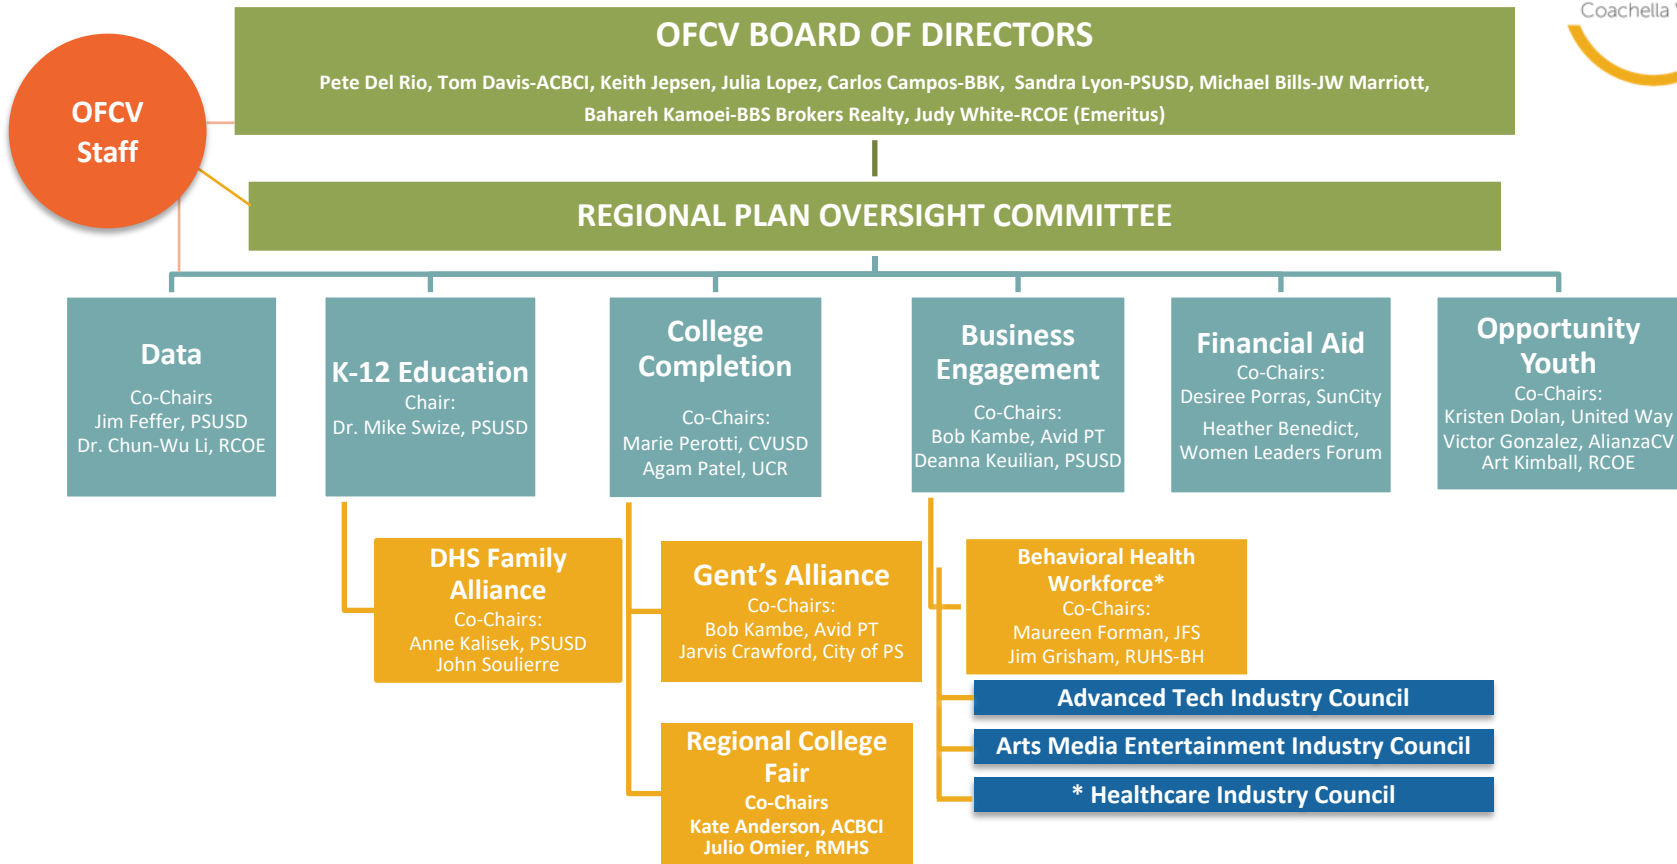 Coachella
OFCV BOARD OF DIRECTORS
Pete Del Rio, Tom Davis-ACBCI, Keith Jepsen, Julia Lopez, Carlos Campos-BBK, Sandra Lyon-PSUSD, Michael Bills-JW Marriott,
Bahareh Kamoei-BBS Brokers Realty, Judy White-RCOE (Emeritus)
OFCV
Staff
REGIONAL PLAN OVERSIGHT COMMITTEE
Data
Co-Chairs
Jim Feffer, PSUSD
Dr. Chun-Wu Li, RCOE
K-12 Education
Chair:
Dr. Mike Swize, PSUSD
College
Completion
Co-Chairs:
Marie Perotti, CVUSD
Agam Patel, UCR
Business
Engagement
Co-Chairs:
Bob Kambe, Avid PT
Deanna Keuilian, PSUSD
Financial Aid
Co-Chairs:
Desiree Porras, SunCity
Heather Benedict,
Women Leaders Forum
Opportunity
Youth
Co-Chairs:
Kristen Dolan, United Way
Victor Gonzalez, AlianzaCV
Art Kimball, RCOE
DHS Family
Alliance
Co-Chairs:
Anne Kalisek, PSUSD
John Soulierre
Gent’s Alliance
Co-Chairs:
Bob Kambe, Avid PT
Jarvis Crawford, City of PS
Regional College
Fair
Co-Chairs
Kate Anderson, ACBCI
Julio Omier, RMHS
Behavioral Health
Workforce*
Co-Chairs:
Maureen Forman, JFS
Jim Grisham, RUHS-BH
Advanced Tech Industry Council
Arts Media Entertainment Industry Council
* Healthcare Industry Council